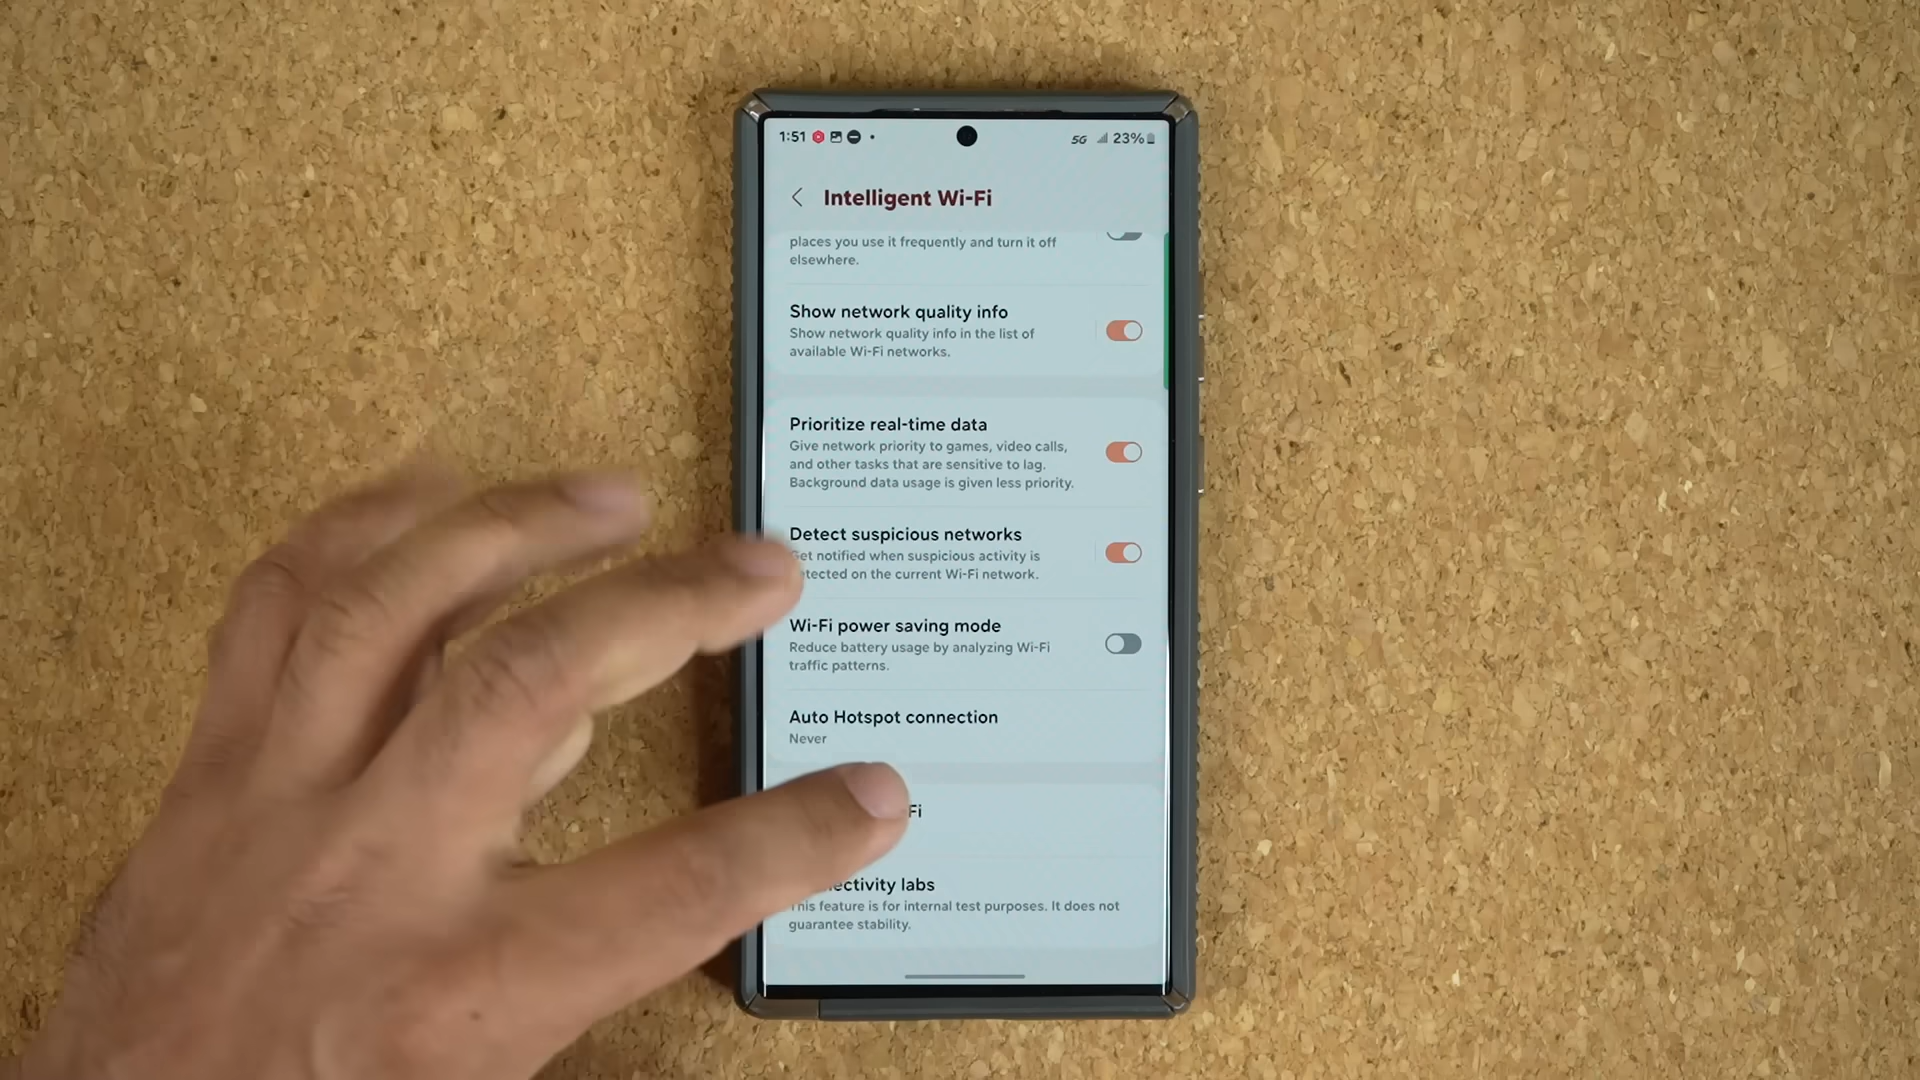 1:51
5G 23%
Intelligent Wi-Fi
places you use it frequently and turn it off
elsewhere.
Show network quality info
Show network quality info in the list of
available Wi-Fi networks.
Prioritize real-time data
Give network priority to games, video calls,
and other tasks that are sensitive to lag.
Background data usage is given less priority.
Detect suspicious networks
Get notified when suspicious activity is
tected on the current Wi-Fi network.
Wi-Fi power saving mode
Reduce battery usage by analyzing Wi-Fi
traffic patterns.
Auto Hotspot connection
Never
Fi
ectivity labs
This feature is for internal test purposes. It does not
guarantee stability.